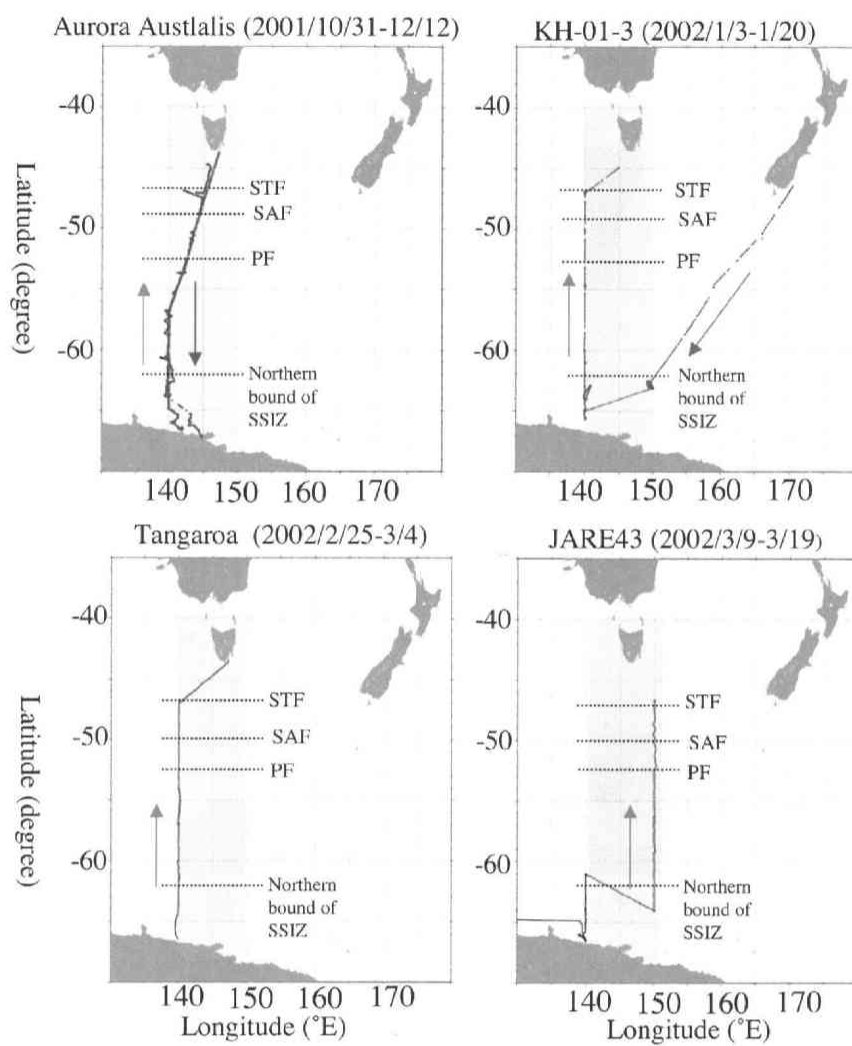 Aurora Austlalis (2001/10/31-12/12)
-40
-50
-60
Latitude (degree)
STF
SAF
PF
Northern
bound of
SSIZ
140 150 160 170
KH-01-3 (2002/1/3-1/20)
-40
-50
-60
STF
SAF
PF
Northern
bound of
SSIZ
140 150 160 170
Tangaroa (2002/2/25-3/4)
-40
-50
-60
Latitude (degree)
STF
SAF
PF
Northern
bound of
SSIZ
140 150 160 170
Longitude (°E)
JARE43 (2002/3/9-3/19)
-40
-50
-60
STF
SAF
PF
Northern
bound of
SSIZ
140 150 160 170
Longitude (°E)